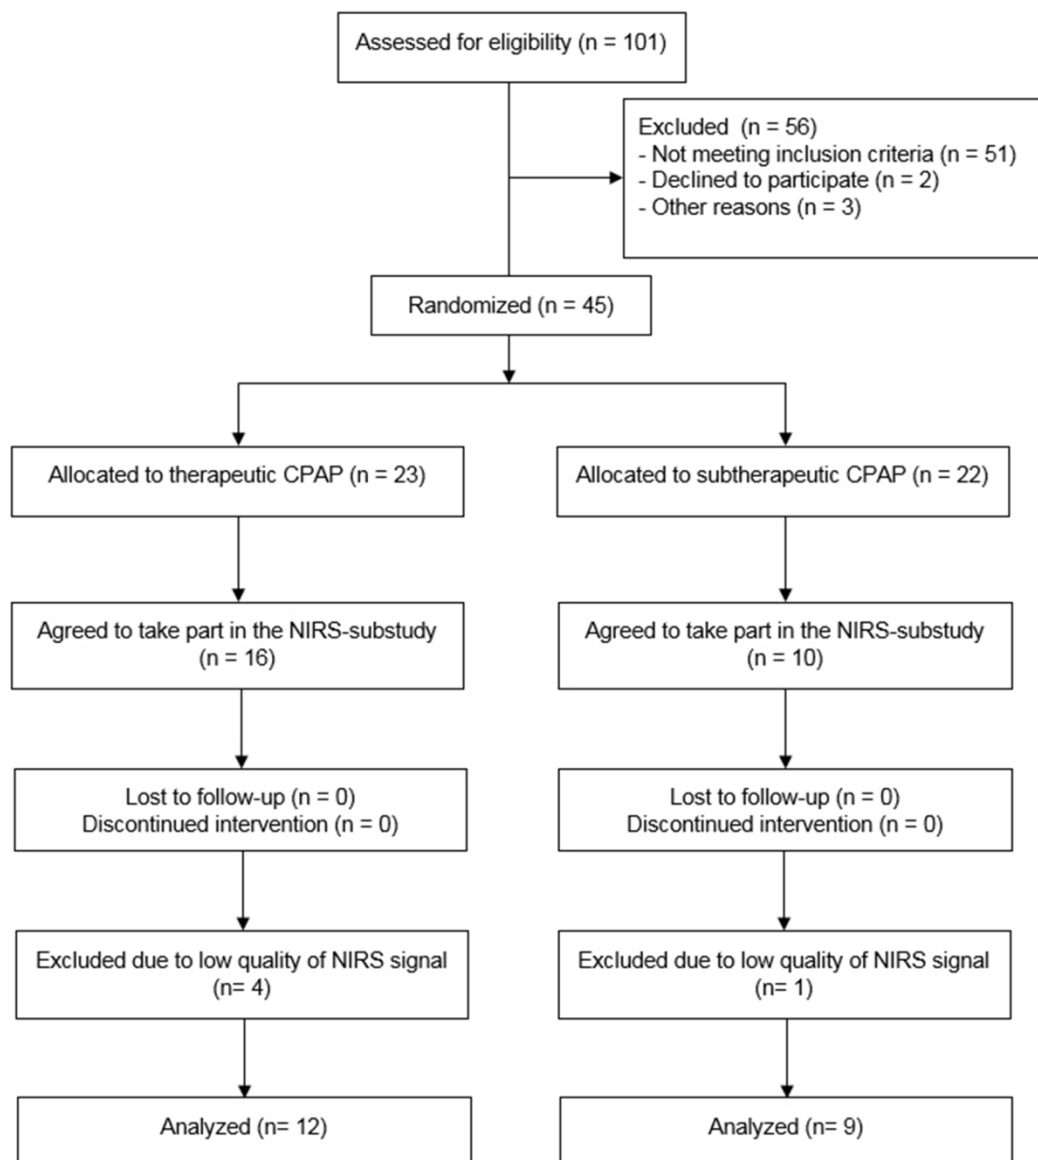 Assessed for eligibility (n = 101)
Excluded  (n = 56)
- Not meeting inclusion criteria (n = 51)
- Declined to participate (n = 2)
- Other reasons (n = 3)
Randomized (n = 45)
Allocated to therapeutic CPAP (n = 23)
Allocated to subtherapeutic CPAP (n = 22)
Agreed to take part in the NIRS-substudy
(n = 16)
Agreed to take part in the NIRS-substudy
(n = 10)
Lost to follow-up (n = 0)
Discontinued intervention (n = 0)
Lost to follow-up (n = 0)
Discontinued intervention (n = 0)
Excluded due to low quality of NIRS signal
(n= 4)
Excluded due to low quality of NIRS signal
(n= 1)
Analyzed (n= 12)
Analyzed (n= 9)